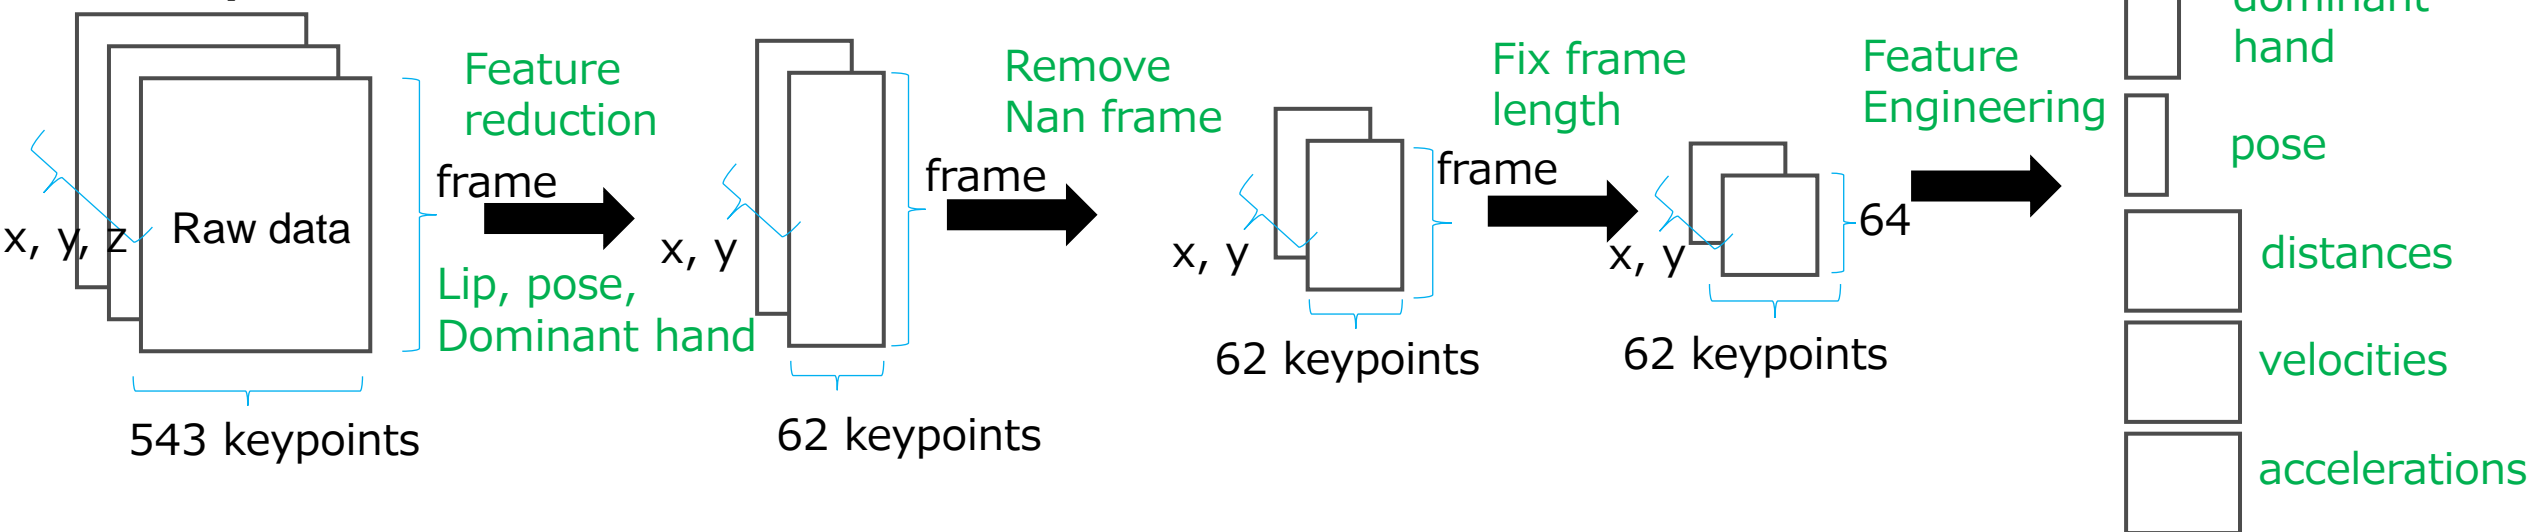 x, y, z
Raw data
543 keypoints
frame
Feature
reduction
Lip, pose,
Dominant hand
x, y
62 keypoints
frame
Remove
Nan frame
x, y
62 keypoints
frame
Fix frame
length
x, y
62 keypoints
64
Feature
Engineering
dominant
hand
pose
distances
velocities
accelerations